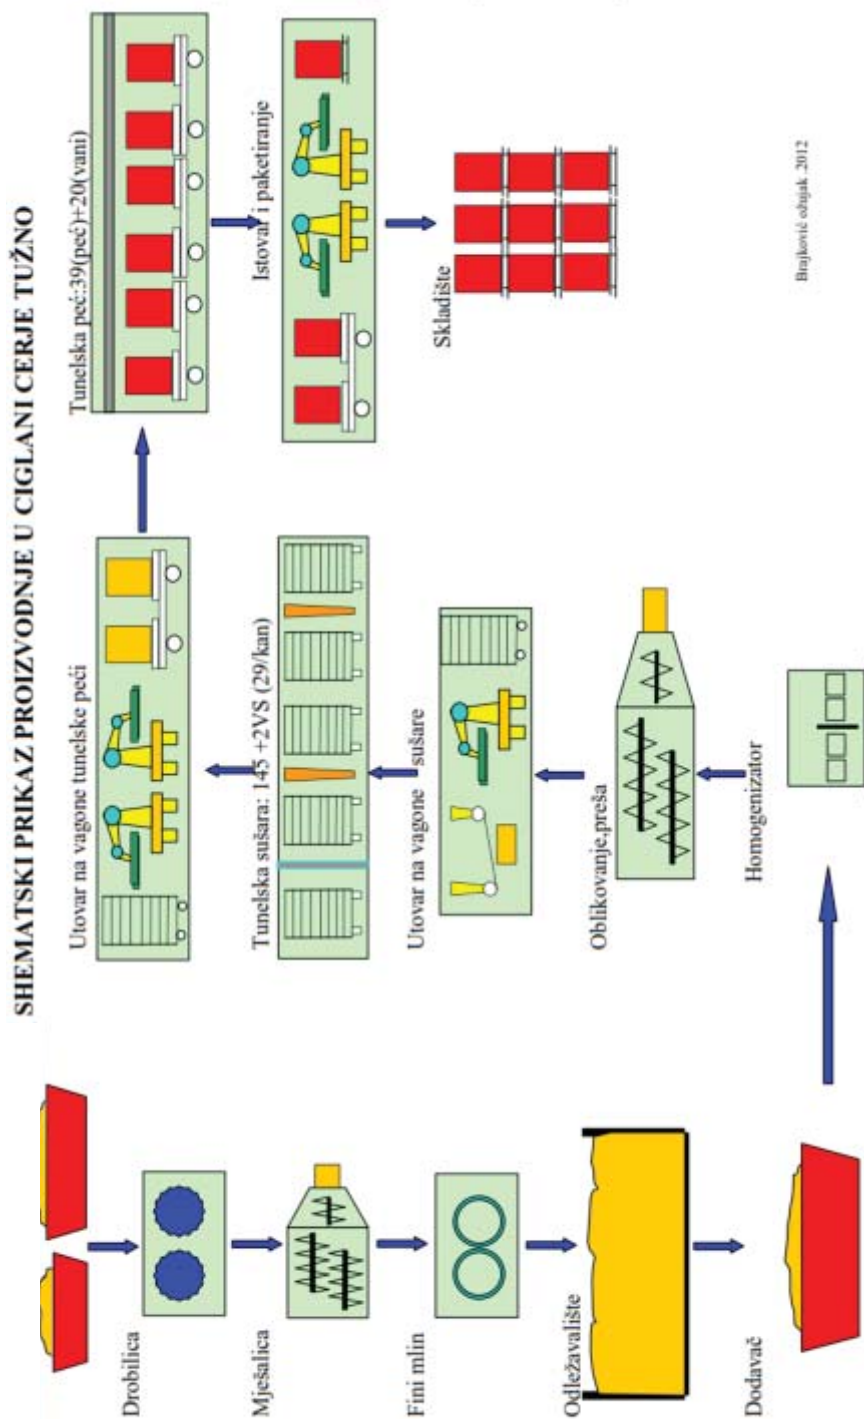 SHEMATSKI PRIKAZ PROIZVODNJE U CIGLANI CERJE TUŽNO
Drobilica
Mješalica
Fini mlin
Odležavalište
Dodavač
Homogenizator
Oblikovanje,preša
Utovar na vagone sušare
Tunelska sušara: 145 +2VS (29/kan)
Utovar na vagone tunelske peći
Tunelska peć:39(peć)+20(vani)
Istovar i paketiranje
Skladište
Brajković ožujak .2012